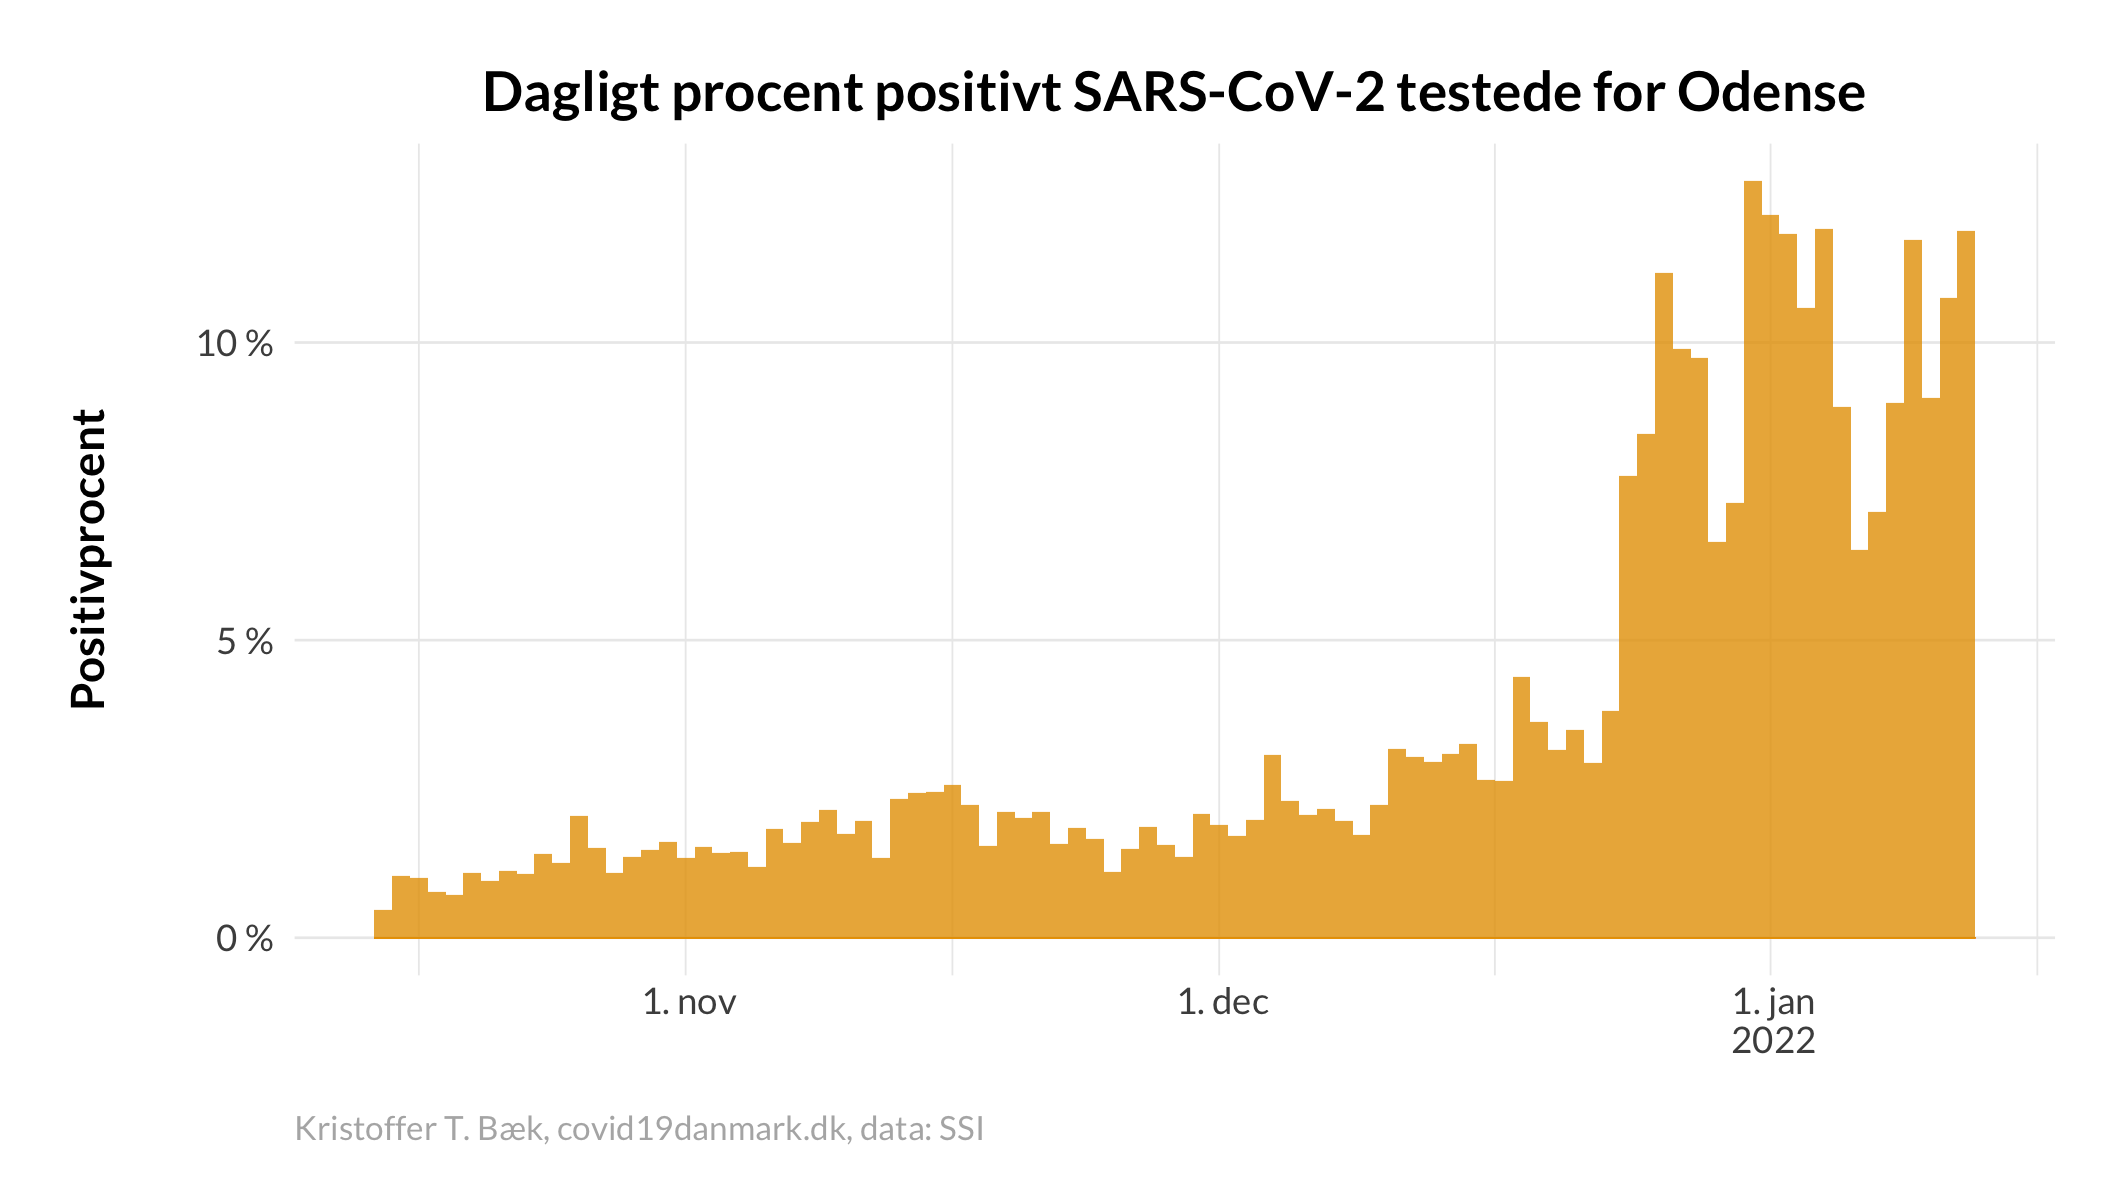 Dagligt procent positivt SARS-CoV-2 testede for Odense
Positivprocent
10 %
5 %
0 %
1. nov
1. dec
1. jan
2022
Kristoffer T. Bæk, covid19danmark.dk, data: SSI